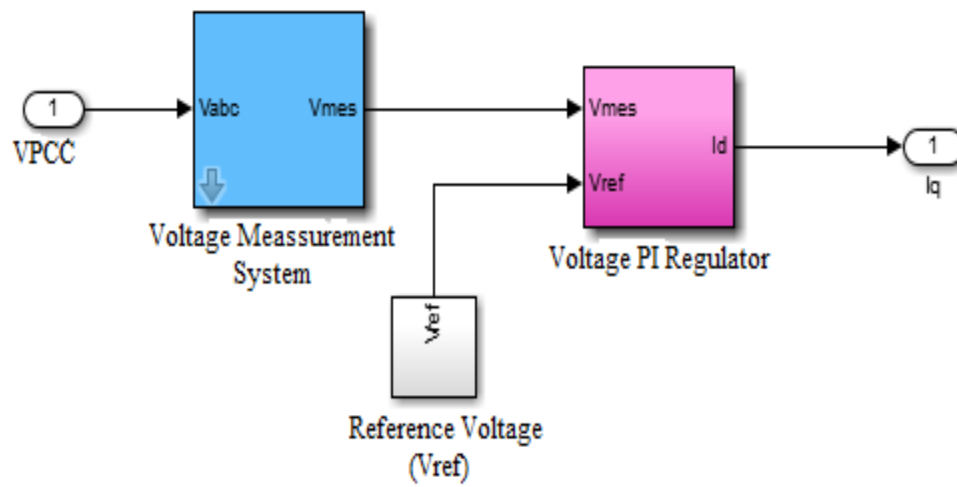 1
VPCC
Vabc
Vmes
Voltage Meassurement
System
Vmes
Vref
Id
Voltage PI Regulator
1
Iq
Vref
Reference Voltage
(Vref)